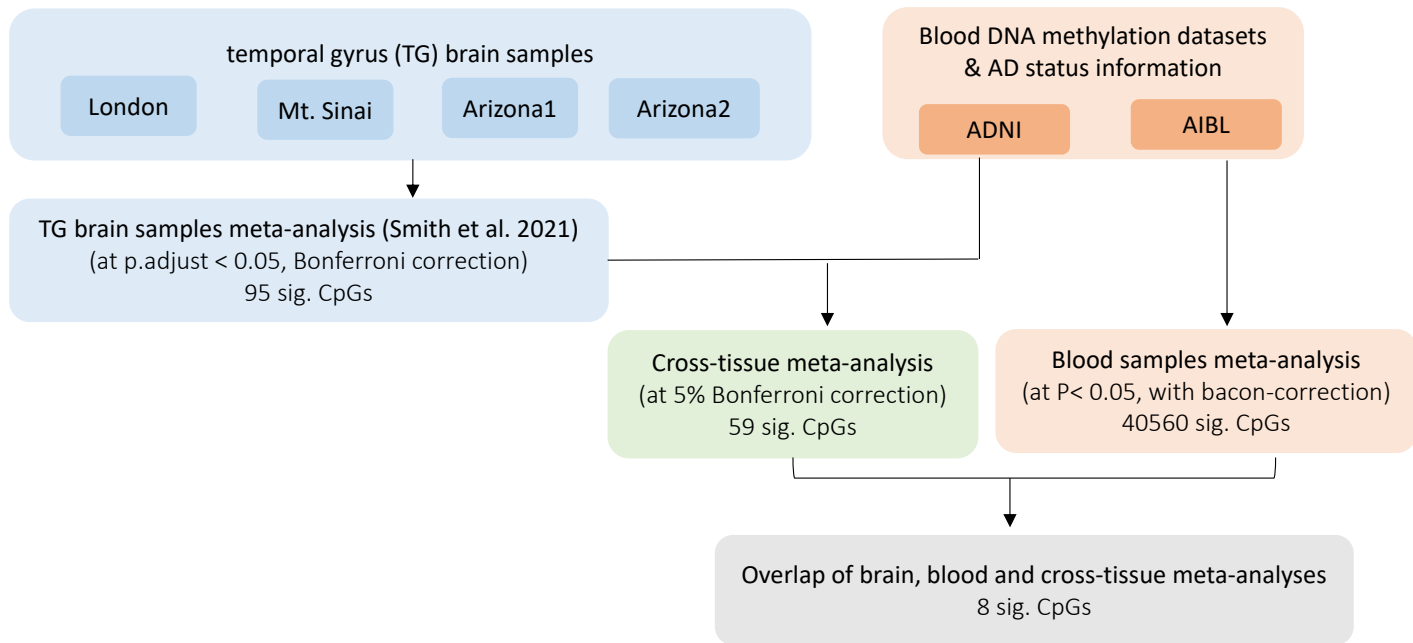 temporal gyrus (TG) brain samples
London
Mt. Sinai
Arizona1
Arizona2
Blood DNA methylation datasets
& AD status information
ADNI
AIBL
TG brain samples meta-analysis (Smith et al. 2021)
(at p.adjust < 0.05, Bonferroni correction)
95 sig. CpGs
Cross-tissue meta-analysis
(at 5% Bonferroni correction)
59 sig. CpGs
Blood samples meta-analysis
(at P< 0.05, with bacon-correction)
40560 sig. CpGs
Overlap of brain, blood and cross-tissue meta-analyses
8 sig. CpGs